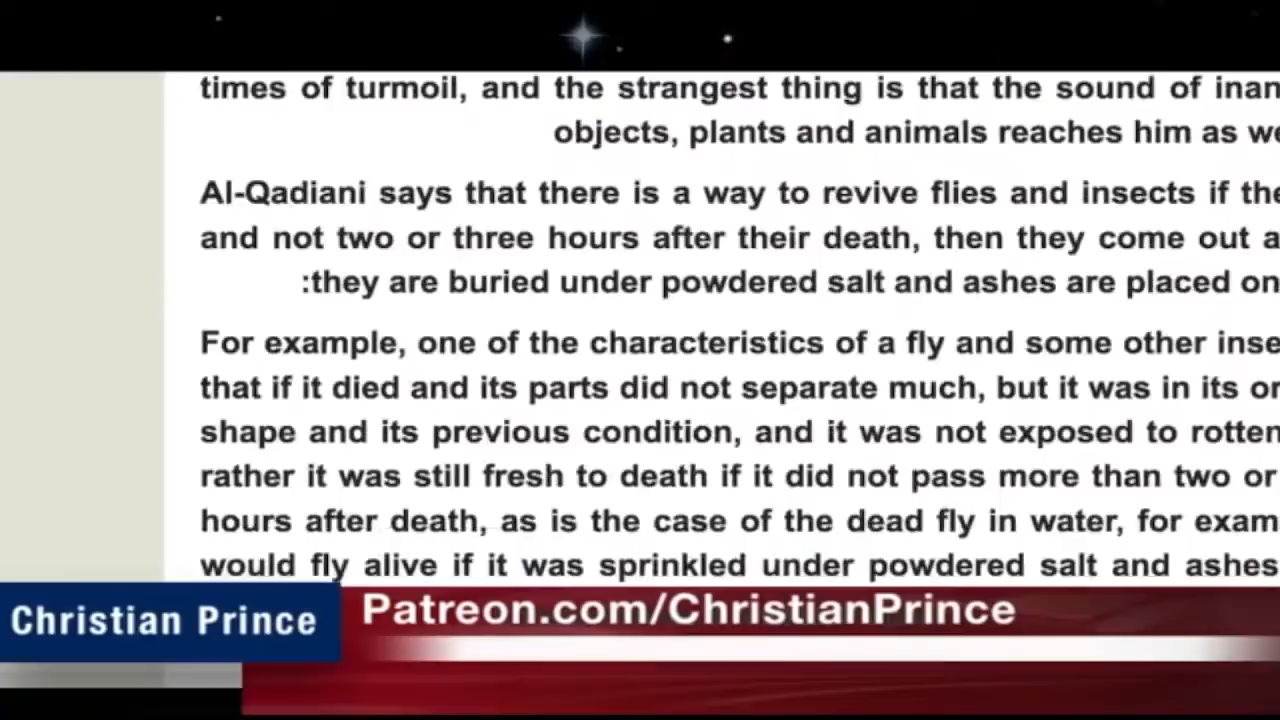 times of turmoil, and the strangest thing is that the sound of
objects, plants and animals reaches him as
Al-Qadiani says that there is a way to revive flies and insects if
and not two or three hours after their death, then they come out
:they are buried under powdered salt and ashes are placed on
For example, one of the characteristics of a fly and some other
that if it died and its parts did not separate much, but it was in its
shape and its previous condition, and it was not exposed to rotten
rather it was still fresh to death if it did not pass more than two or
hours after death, as is the case of the dead fly in water, for
would fly alive if it was sprinkled under powdered salt and ashes
Christian Prince
Patreon.com/ChristianPrince